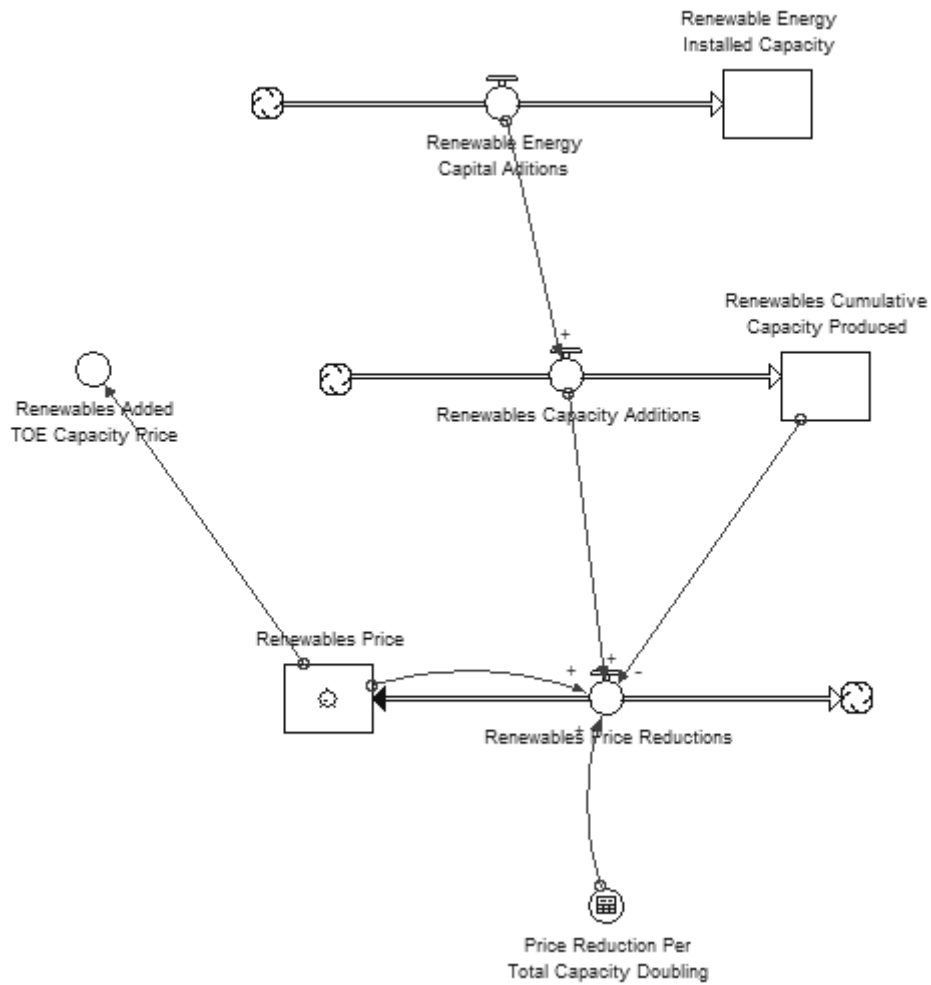 Renewable Energy
Installed Capacity
Renewable Energy
Capital Aditions
Renewables Cumulative
Capacity Produced
+
Renewables Capacity Additions
Renewables Added
TOE Capacity Price
Renewables Price
+
+
-
+
Renewables Price Reductions
Price Reduction Per
Total Capacity Doubling